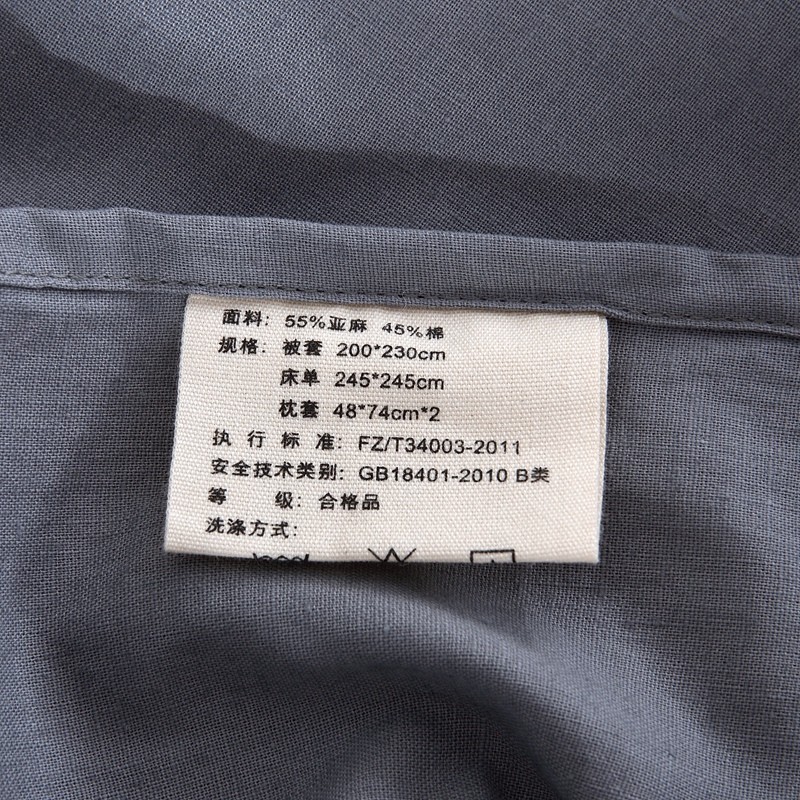 面料：55%亚麻 45%棉
规格：被套 200*230cm
床单 245*245cm
枕套 48*74cm*2
执行标准：FZ/T34003-2011
安全技术类别：GB18401-2010 B类
等 级：合格品
洗涤方式：